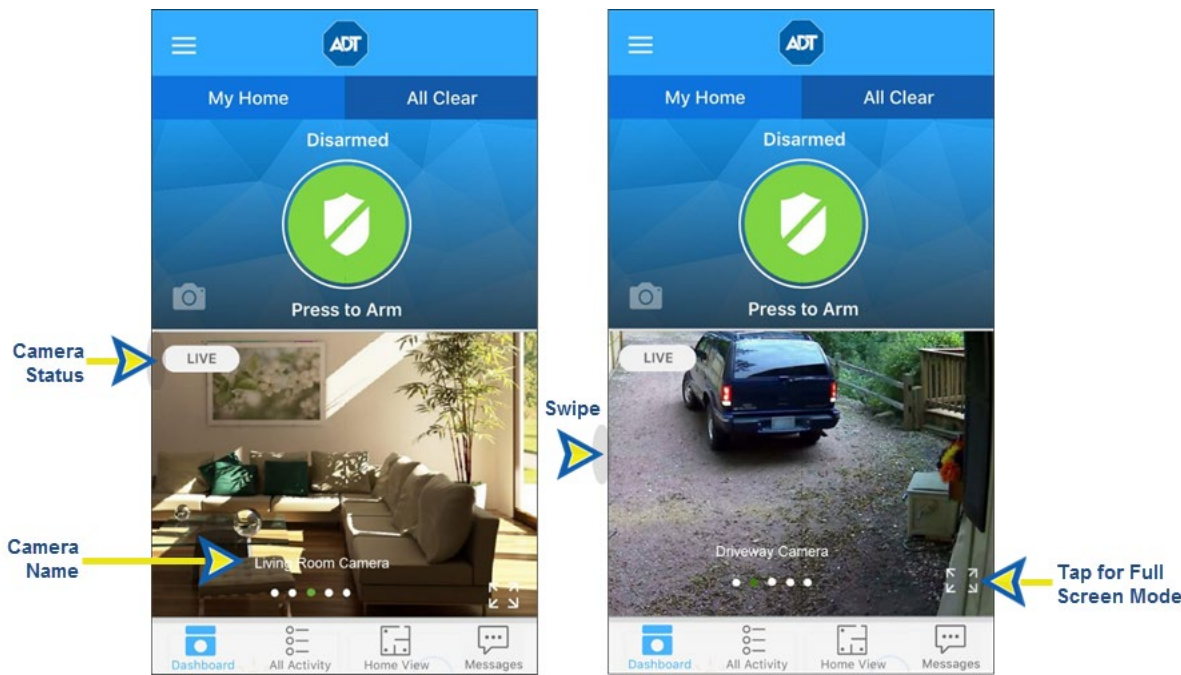 ADT
My Home All Clear
Disarmed
Press to Arm
Camera
Status
LIVE
Camera
Name
Living Room Camera
Dashboard All Activity Home View Messages
Swipe
ADT
My Home All Clear
Disarmed
Press to Arm
LIVE
Driveway Camera
Tap for Full
Screen Mode
Dashboard All Activity Home View Messages